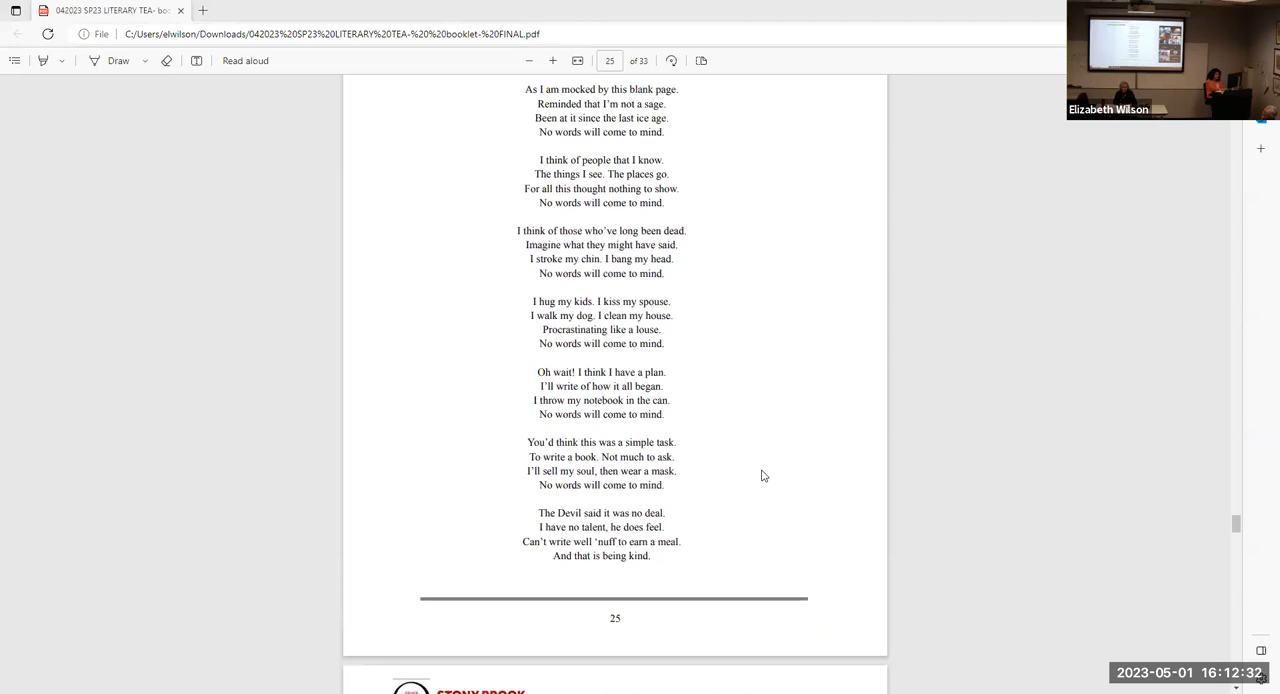 042023 SP23 LITERARY TEA- boo
File
C:/Users/elwilson/Downloads/042023%20SP23%20LITERARY%20TEA-%20%20booklet-%20FINAL.pdf
Draw
Read aloud
25 of 33
Elizabeth Wilson
As I am mocked by this blank page.
Reminded that I’m not a sage.
Been at it since the last ice age.
No words will come to mind.
I think of people that I know.
The things I see. The places go.
For all this thought nothing to show.
No words will come to mind.
I think of those who’ve long been dead.
Imagine what they might have said.
I stroke my chin. I bang my head.
No words will come to mind.
I hug my kids. I kiss my spouse.
I walk my dog. I clean my house.
Procrastinating like a louse.
No words will come to mind.
Oh wait! I think I have a plan.
I’ll write of how it all began.
I throw my notebook in the can.
No words will come to mind.
You’d think this was a simple task.
To write a book. Not much to ask.
I’ll sell my soul, then wear a mask.
No words will come to mind.
The Devil said it was no deal.
I have no talent, he does feel.
Can’t write well ‘nuff to earn a meal.
And that is being kind.
25
STONY BROOK
2023-05-01 16:12:32